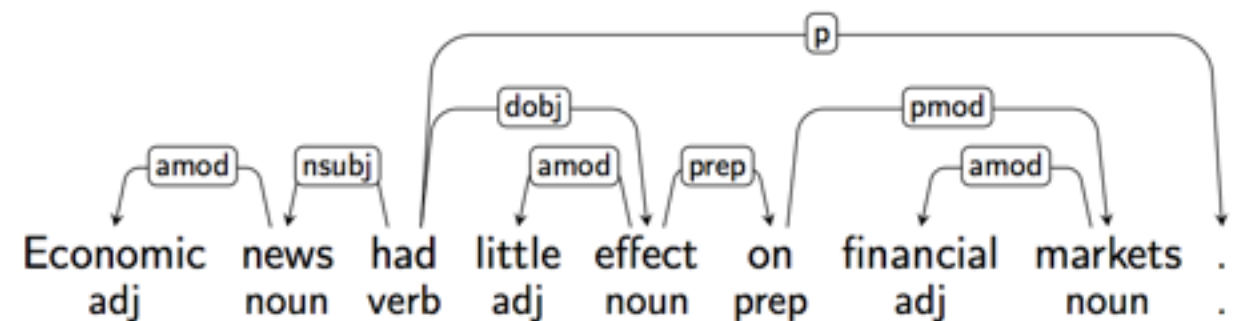 p
dobj pmod
amod nsubj amod prep amod
Economic news had little effect on financial markets .
adj noun verb adj noun prep adj noun .